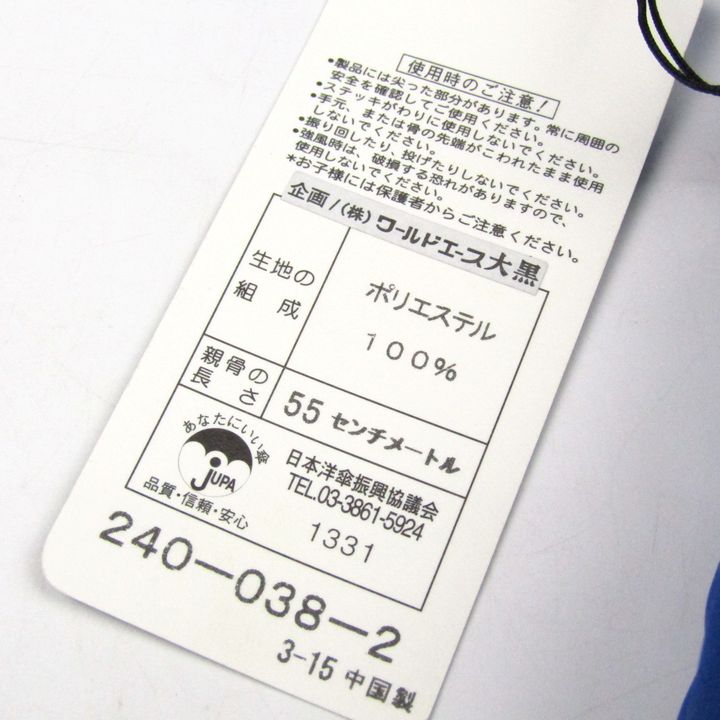 使用時のご注意!
•製品には尖った部分があります。常に周囲の
安全を確認してご使用ください。
•ステッキがわりに使用しないでください。
•手元、または骨の先端がこわれたまま使用
しないでください。
•振り回したり、投げたりしないでください。
•強風時は、破損する恐れがありますので、
使用しないでください。
*お子様には保護者からご注意ください。
企画/(株)ワールドエース大黒
生地の
組成
ポリエステル
100%
親骨の
長さ
55センチメートル
あなたにいい傘
JUPA
品質・信頼・安心
日本洋傘振興協議会
TEL.03-3861-5924
1331
240-038-2
3-15 中国製